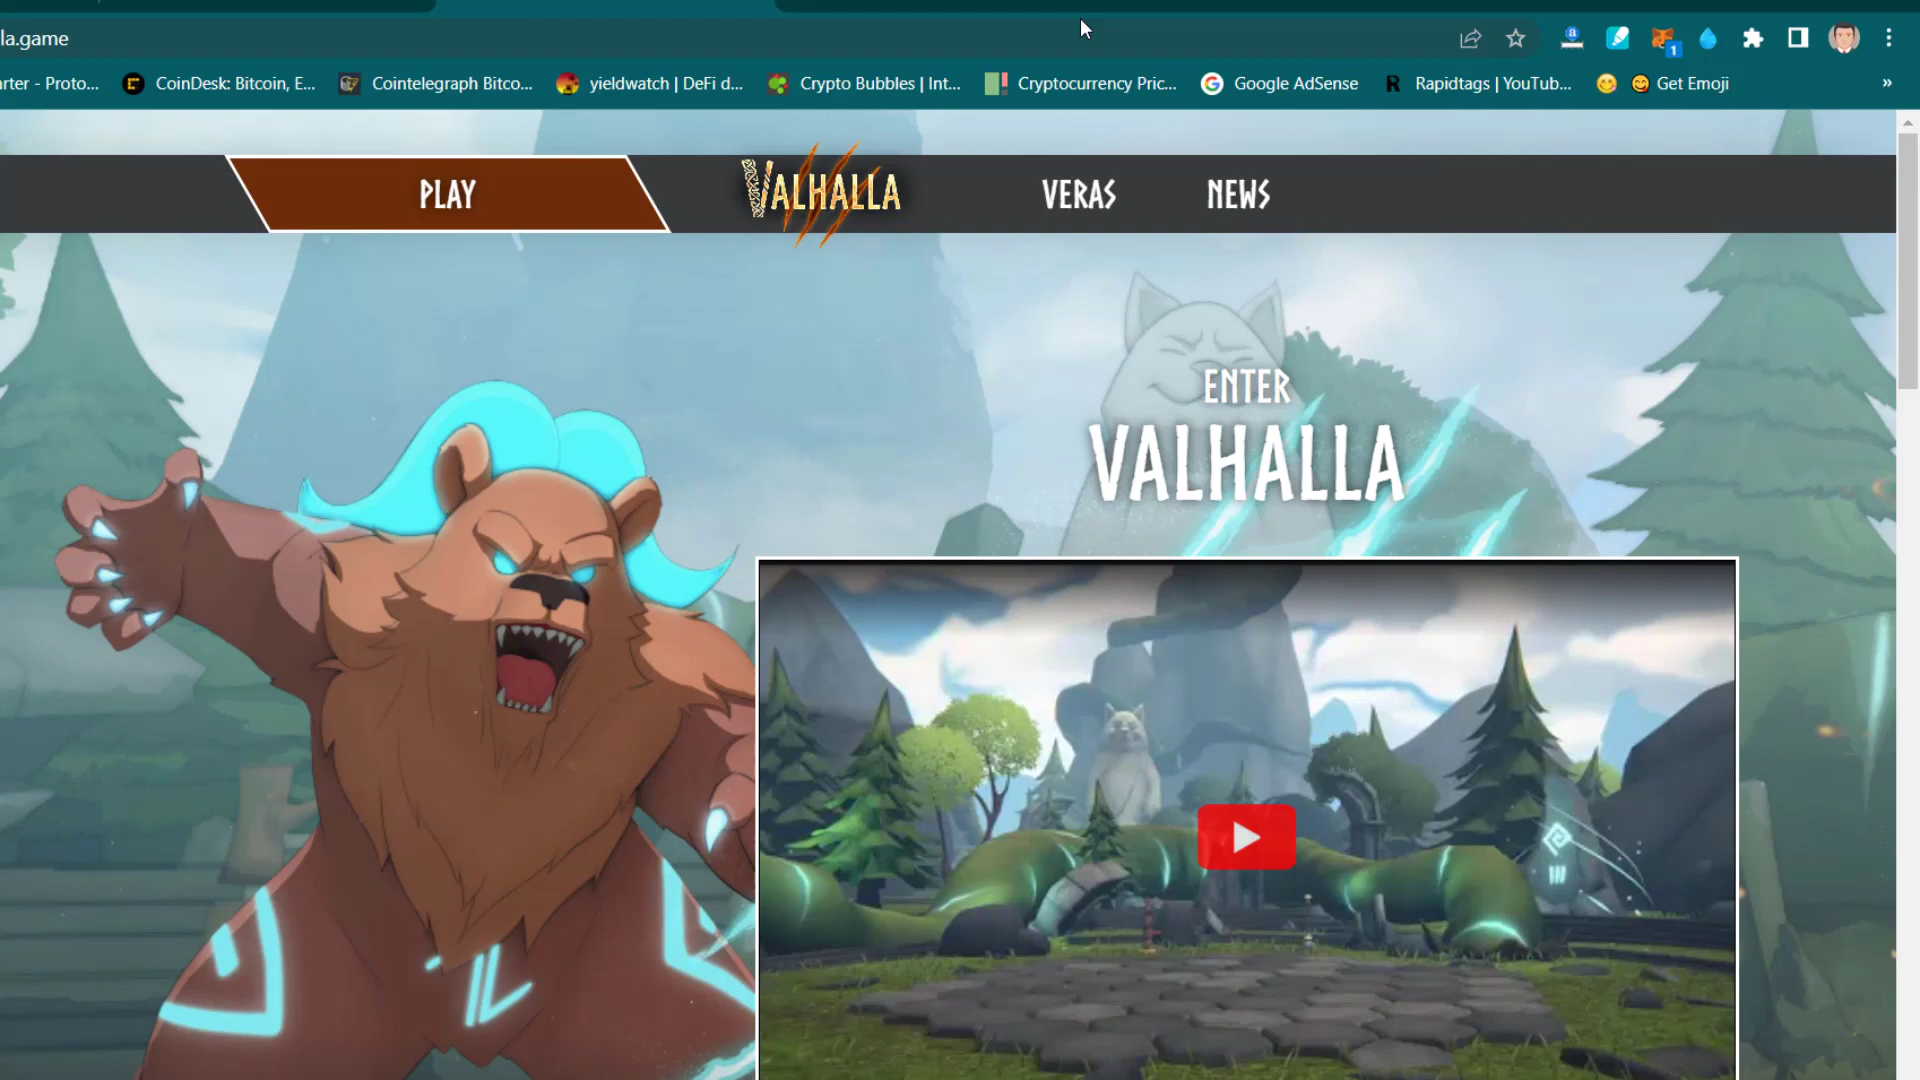 la.game
rter - Proto...
CoinDesk: Bitcoin, E...
Cointelegraph Bitco...
yieldwatch | DeFi d...
Crypto Bubbles | Int...
Cryptocurrency Pric...
Google AdSense
Rapidtags | YouTub...
Get Emoji
»
1
PLAY
VALHALLA
VERAS
NEWS
ENTER
VALHALLA